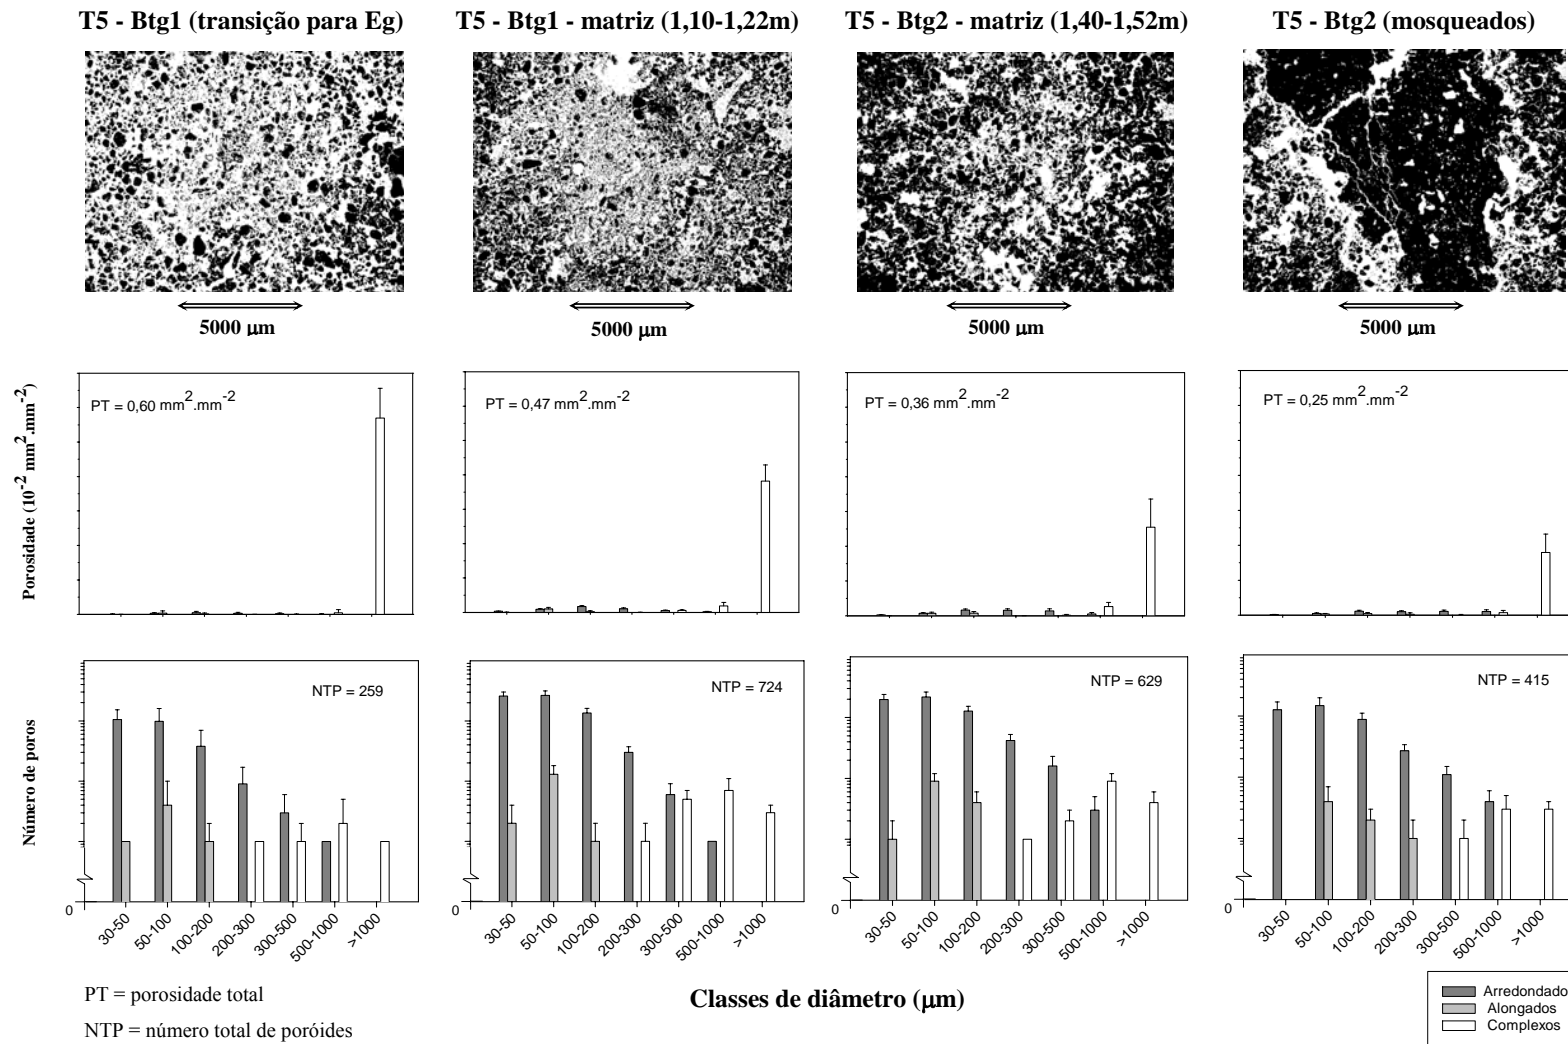 T5 - Btg1 (transição para Eg)
T5 - Btg1 - matriz (1,10-1,22m)
T5 - Btg2 - matriz (1,40-1,52m)
T5 - Btg2 (mosqueados)
5000 µm
5000 µm
5000 µm
5000 µm
Porosidade (10-2 mm2.mm-2)
PT = 0,60 mm2.mm-2
PT = 0,47 mm2.mm-2
PT = 0,36 mm2.mm-2
PT = 0,25 mm2.mm-2
Número de poros
NTP = 259
NTP = 724
NTP = 629
NTP = 415
0
0
0
0
30-50
50-100
100-200
200-300
300-500
500-1000
>1000
30-50
50-100
100-200
200-300
300-500
500-1000
>1000
30-50
50-100
100-200
200-300
300-500
500-1000
>1000
30-50
50-100
100-200
200-300
300-500
500-1000
>1000
Classes de diâmetro (µm)
PT = porosidade total
NTP = número total de poróides
Arredondado
Alongados
Complexos